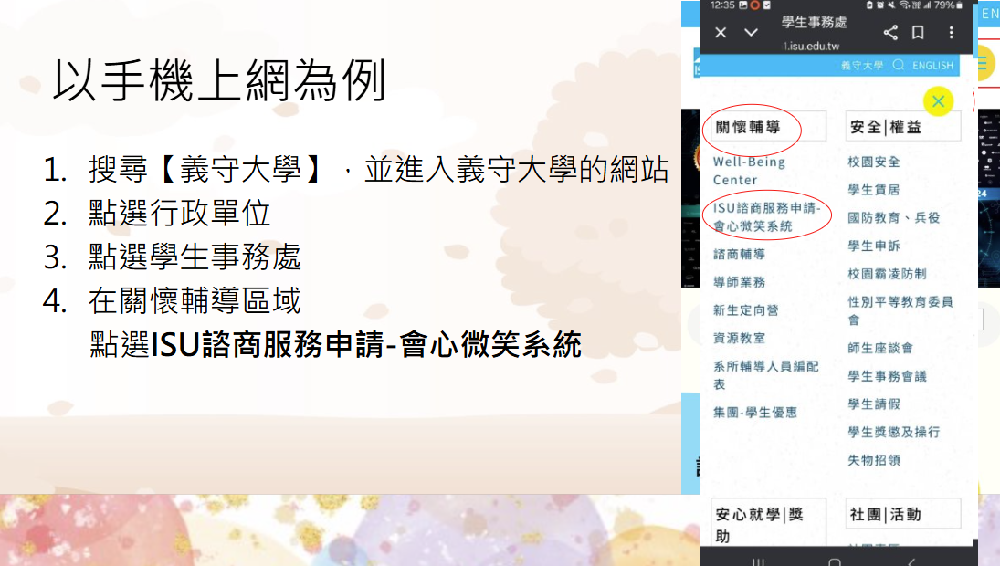 以手機上網為例
1. 搜尋【義守大學】，並進入義守大學的網站
2. 點選行政單位
3. 點選學生事務處
4. 在關懷輔導區域
點選ISU諮商服務申請-會心微笑系統
12:35
79%
學生事務處
1.isu.edu.tw
義守大學
ENGLISH
EN
關懷輔導
Well-Being
Center
ISU諮商服務申請-
會心微笑系統
諮商輔導
導師業務
新生定向營
資源教室
系所輔導人員編配
表
集團-學生優惠
安全|權益
校園安全
學生賃居
國防教育、兵役
學生申訴
校園霸凌防制
性別平等教育委員
會
師生座談會
學生事務會議
學生請假
學生獎懲及操行
失物招領
安心就學|獎
助
社團|活動
24